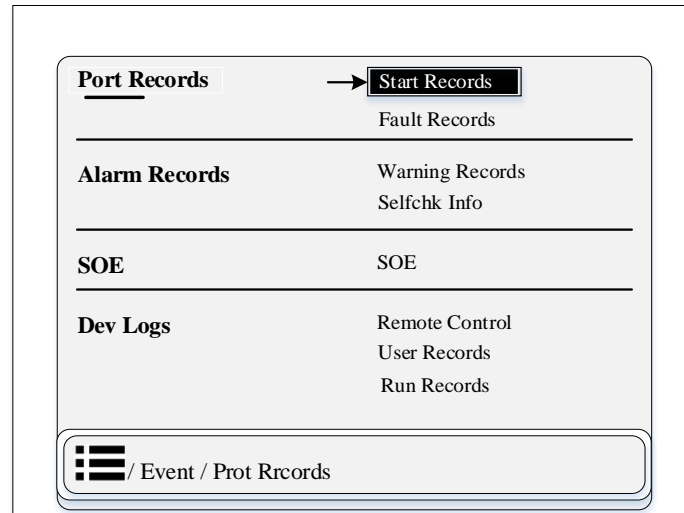 Port Records Start Records
Fault Records
Alarm Records Warning Records
Selfchk Info
SOE SOE
Dev Logs Remote Control
User Records
Run Records
/ Event / Prot Rrcords